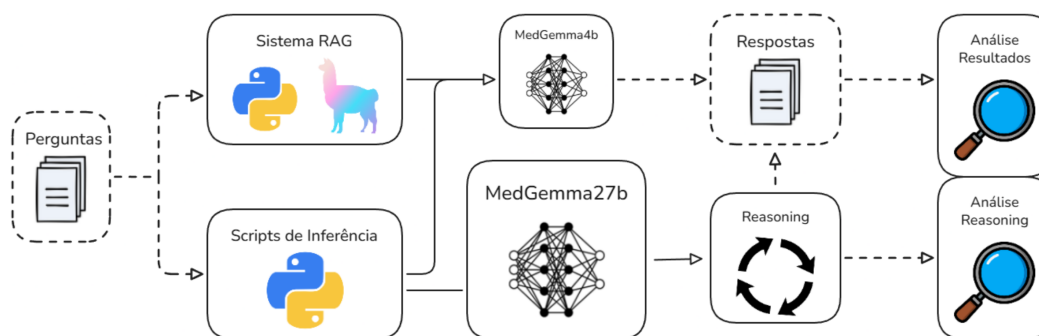 Sistema RAG
MedGemma4b
Respostas
Análise
Resultados
Perguntas
MedGemma27b
Scripts de Inferência
Reasoning
Análise
Reasoning